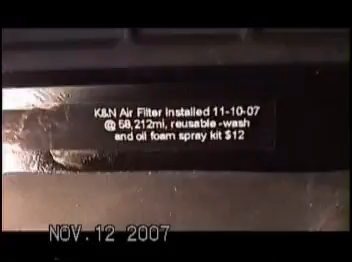 K&N Air Filter Installed 11-10-07
@ 58,212mi, reusable -wash
and oil foam spray kit $12
NOV. 12 2007